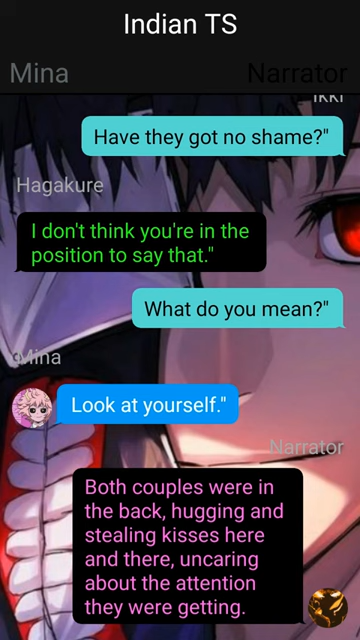 Indian TS
Mina
Narrator
Ikki
Have they got no shame?"
Hagakure
I don't think you're in the
position to say that."
What do you mean?"
Mina
Look at yourself."
Narrator
Both couples were in
the back, hugging and
stealing kisses here
and there, uncaring
about the attention
they were getting.